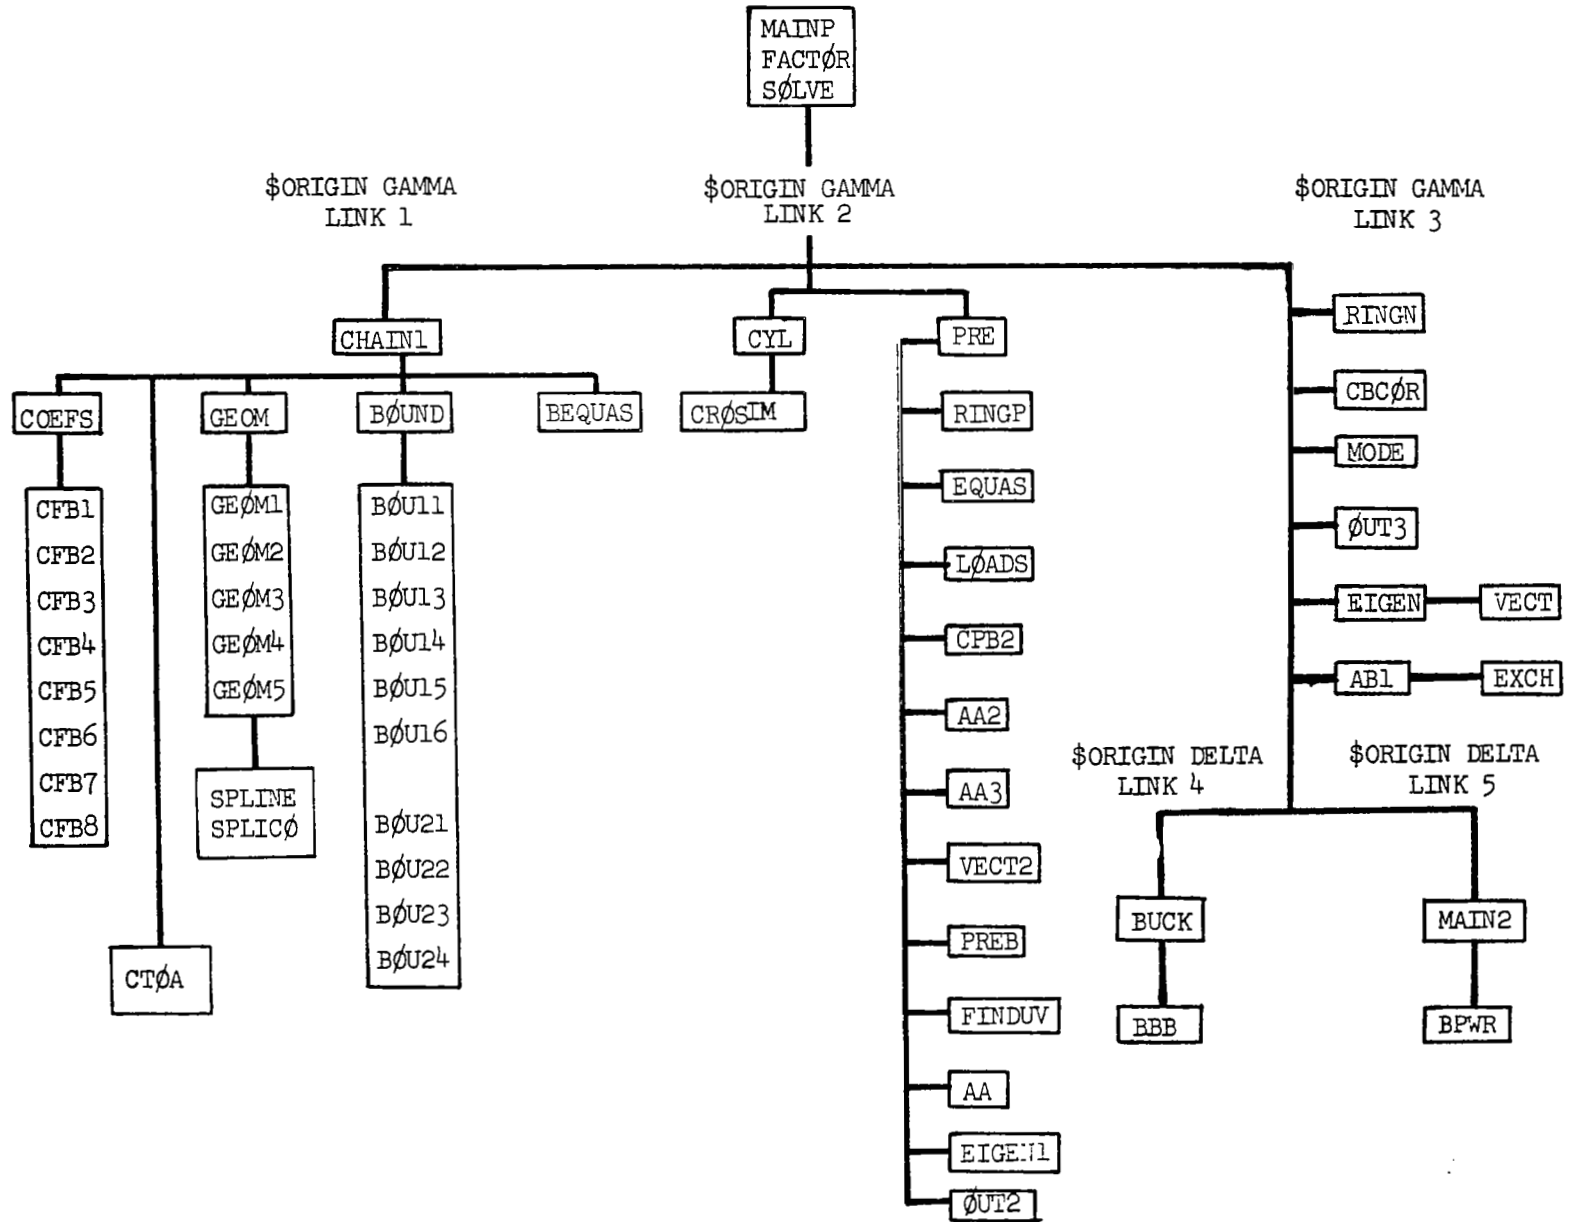 MAINP
FACTØR
SØLVE
$ORIGIN GAMMA
LINK 1
$ORIGIN GAMMA
LINK 2
$ORIGIN GAMMA
LINK 3
CHAIN1
COEFS
CFB1
CFB2
CFB3
CFB4
CFB5
CFB6
CFB7
CFB8
CTØA
GEOM
GEØM1
GEØM2
GEØM3
GEØM4
GEØM5
SPLINE
SPLICØ
BØUND
BØU11
BØU12
BØU13
BØU14
BØU15
BØU16
BØU21
BØU22
BØU23
BØU24
BEQUAS
CYL
CRØSIM
PRE
RINGP
EQUAS
LØADS
CPB2
AA2
AA3
VECT2
PREB
FINDUV
AA
EIGEN1
ØUT2
RINGN
CBCØR
MODE
ØUT3
EIGEN
VECT
AB1
EXCH
$ORIGIN DELTA
LINK 4
$ORIGIN DELTA
LINK 5
BUCK
BBB
MAIN2
BPWR